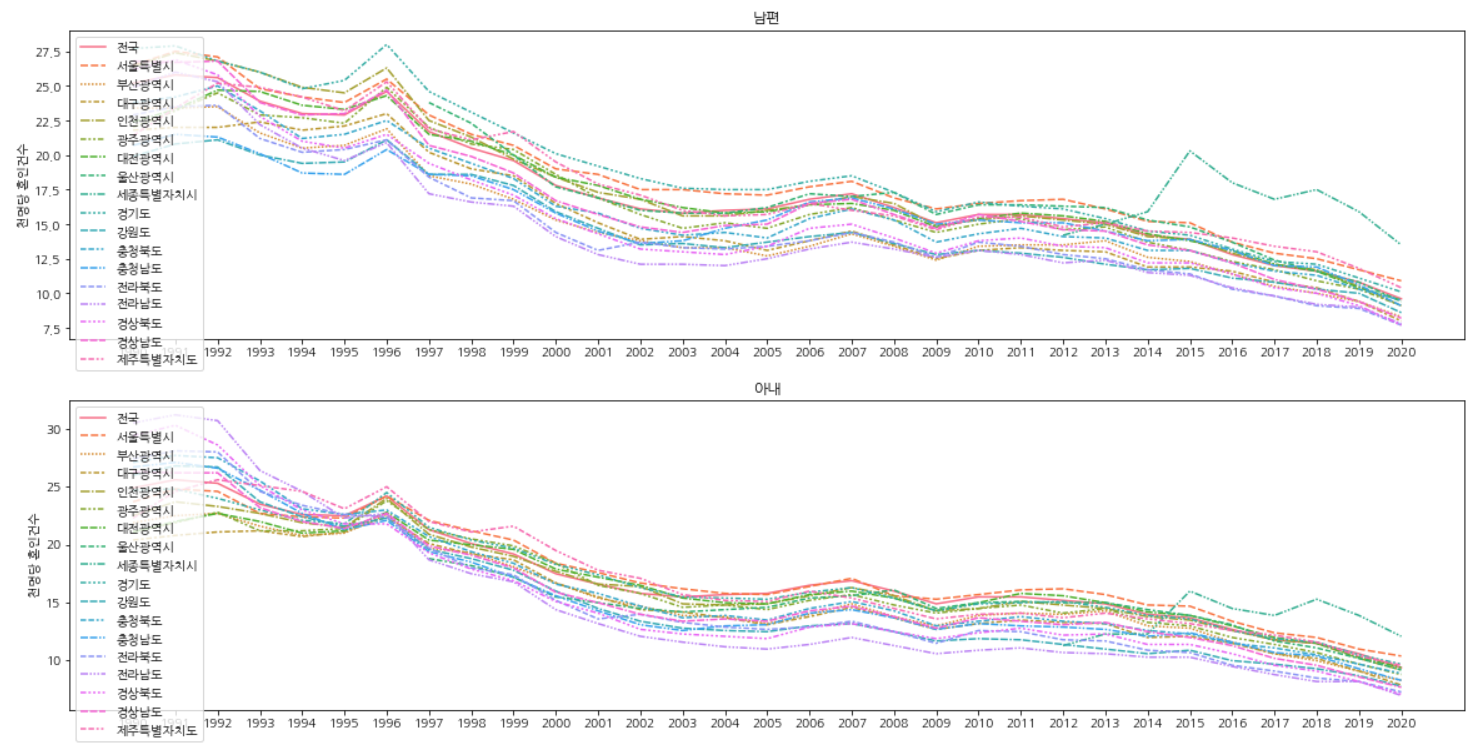 남편
천명당 혼인건수
27.5
25.0
22.5
20.0
17.5
15.0
12.5
10.0
7.5
전국
서울특별시
부산광역시
대구광역시
인천광역시
광주광역시
대전광역시
울산광역시
세종특별자치시
경기도
강원도
충청북도
충청남도
전라북도
전라남도
경상북도
경상남도
제주특별자치도
1991 1992 1993 1994 1995 1996 1997 1998 1999 2000 2001 2002 2003 2004 2005 2006 2007 2008 2009 2010 2011 2012 2013 2014 2015 2016 2017 2018 2019 2020
아내
천명당 혼인건수
30
25
20
15
10
전국
서울특별시
부산광역시
대구광역시
인천광역시
광주광역시
대전광역시
울산광역시
세종특별자치시
경기도
강원도
충청북도
충청남도
전라북도
전라남도
경상북도
경상남도
제주특별자치도
1991 1992 1993 1994 1995 1996 1997 1998 1999 2000 2001 2002 2003 2004 2005 2006 2007 2008 2009 2010 2011 2012 2013 2014 2015 2016 2017 2018 2019 2020